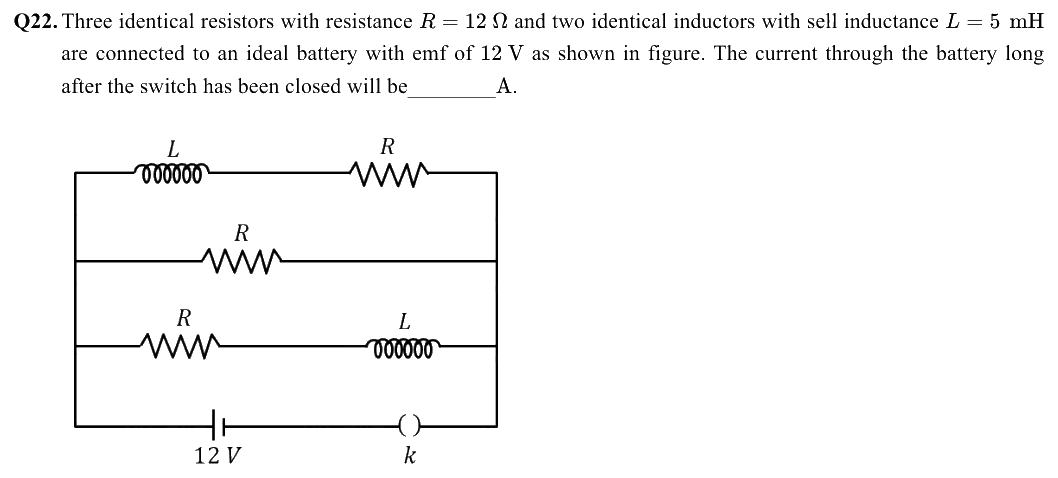 Q22. Three identical resistors with resistance R = 12 Ω and two identical inductors with sell inductance L = 5 mH
are connected to an ideal battery with emf of 12 V as shown in figure. The current through the battery long
after the switch has been closed will be________A.
L
R
R
R
L
12 V
k